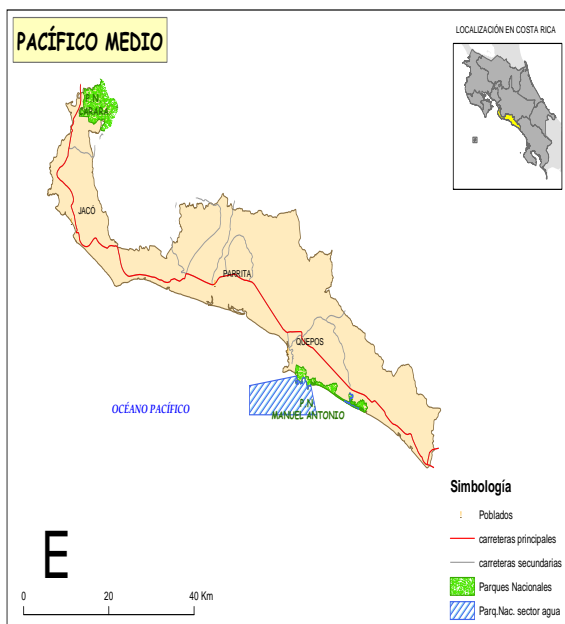 PACÍFICO MEDIO
LOCALIZACIÓN EN COSTA RICA
P.N.
CARARA
JACÓ
PARRITA
QUEPOS
OCÉANO PACÍFICO
P.N.
MANUEL ANTONIO
Simbología
Poblados
carreteras principales
carreteras secundarias
Parques Nacionales
Parq.Nac. sector agua
E
0 20 40 Km